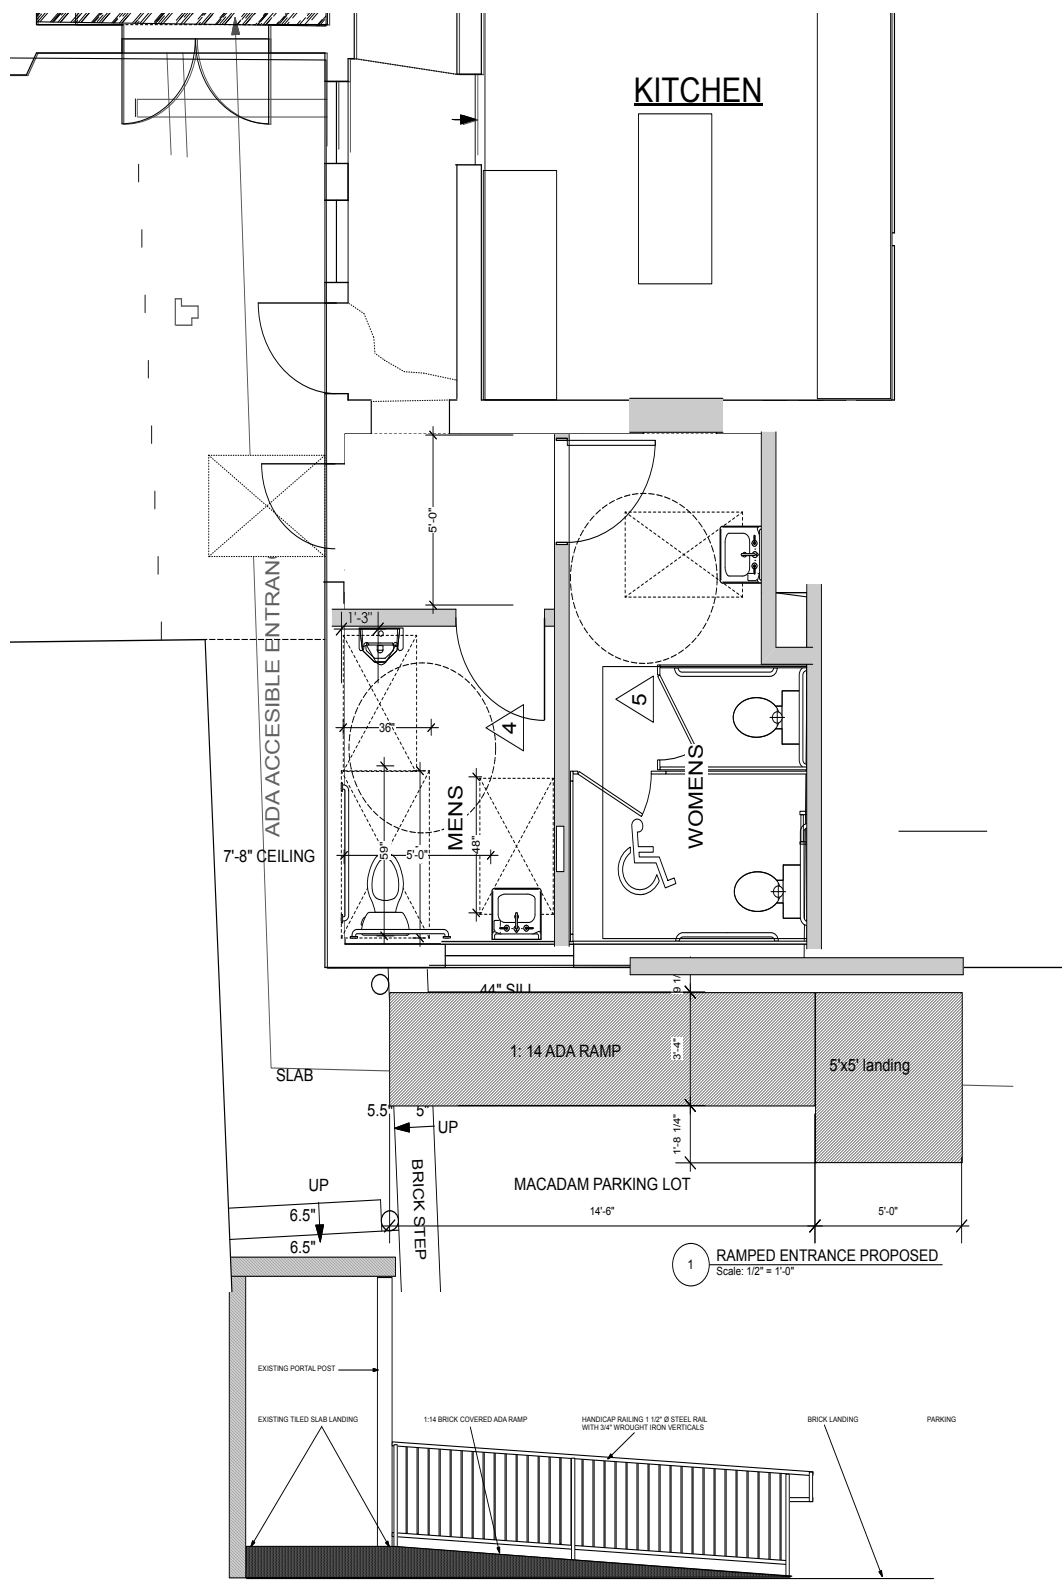 KITCHEN
5'-0"
1'-3"
ADA ACCESIBLE ENTRAN
36"
4
5
MENS
WOMENS
59"
5'-0"
48"
7'-8" CEILING
44" SILL
9 1/
1: 14 ADA RAMP
3'-4"
5'x5' landing
SLAB
5.5"
5"
UP
1'-8 1/4"
BRICK STEP
MACADAM PARKING LOT
UP
6.5"
6.5"
14'-6"
5'-0"
1
RAMPED ENTRANCE PROPOSED
Scale: 1/2" = 1'-0"
EXISTING PORTAL POST
EXISTING TILED SLAB LANDING
1:14 BRICK COVERED ADA RAMP
HANDICAP RAILING 1 1/2" Ø STEEL RAIL
WITH 3/4" WROUGHT IRON VERTICALS
BRICK LANDING
PARKING